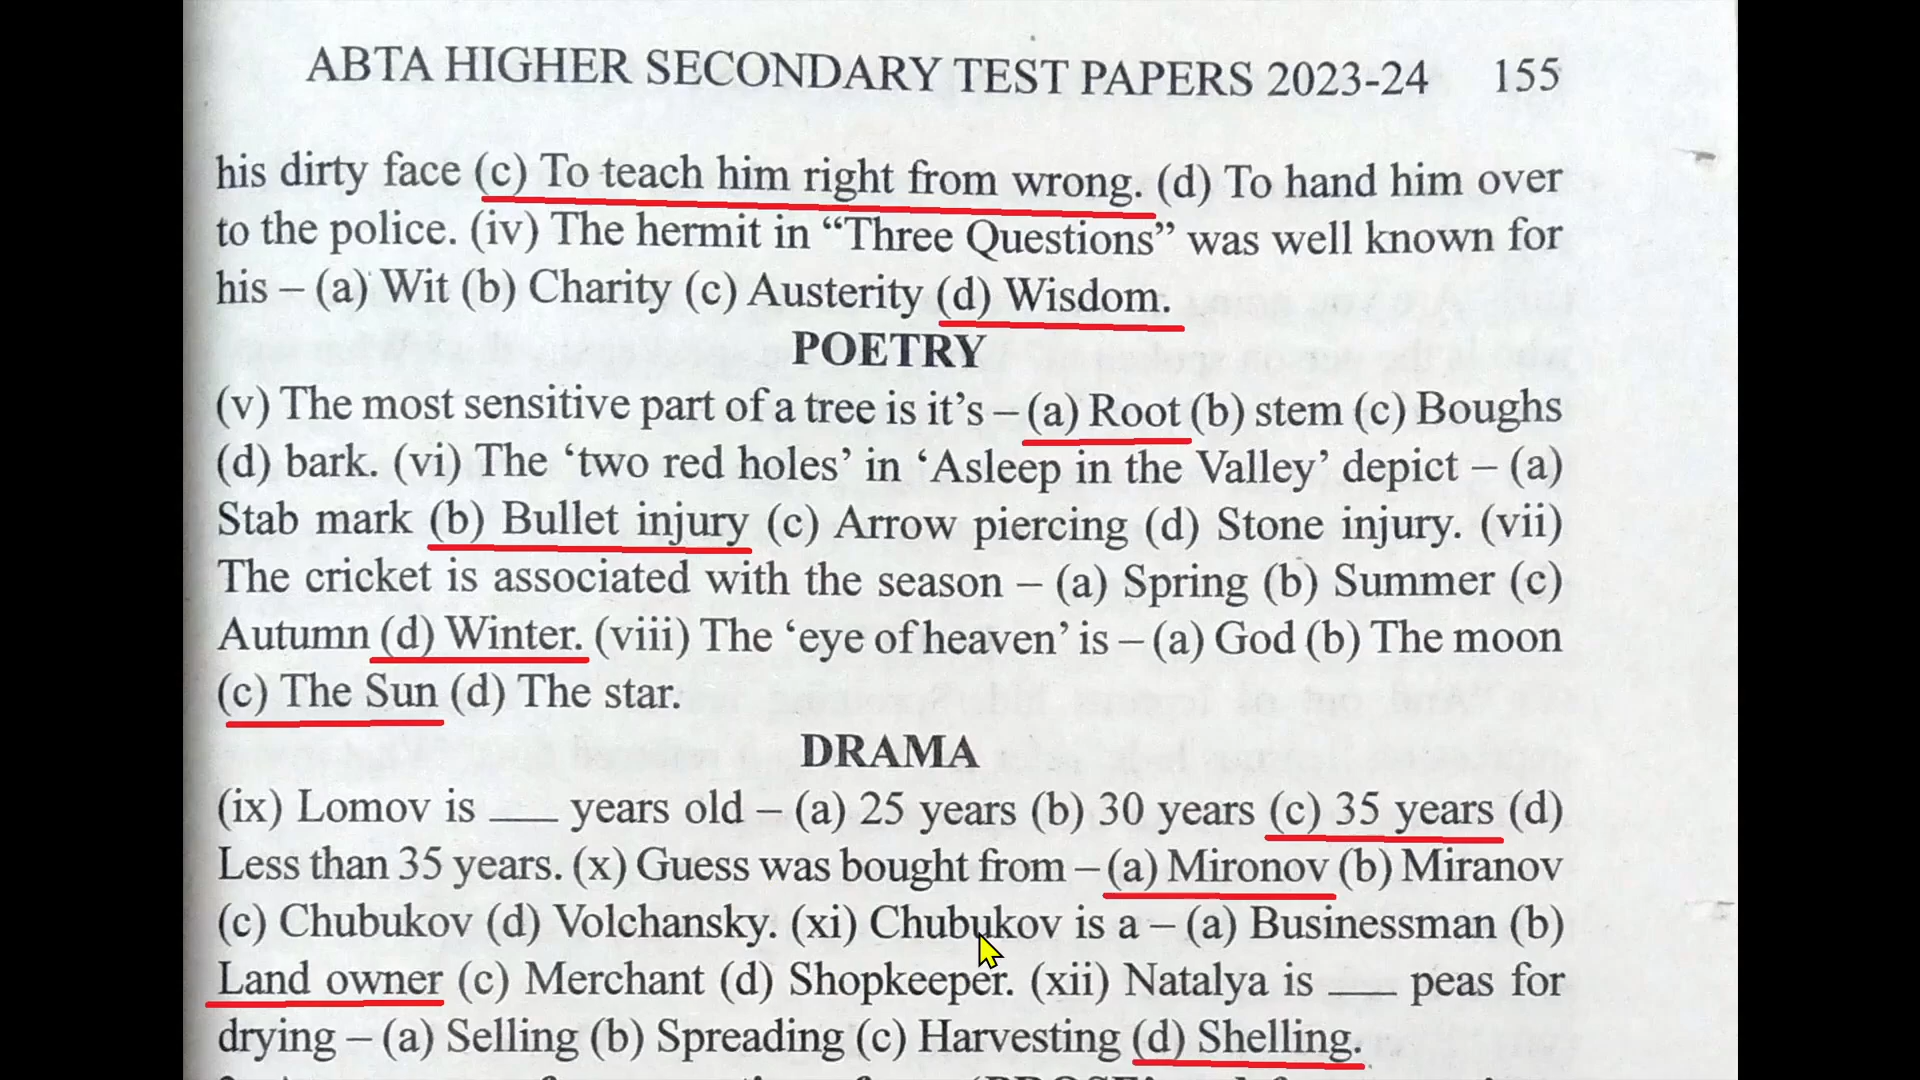 ABTA HIGHER SECONDARY TEST PAPERS 2023-24 155
his dirty face (c) To teach him right from wrong. (d) To hand him over
to the police. (iv) The hermit in “Three Questions” was well known for
his – (a) Wit (b) Charity (c) Austerity (d) Wisdom.
POETRY
(v) The most sensitive part of a tree is it’s – (a) Root (b) stem (c) Boughs
(d) bark. (vi) The ‘two red holes’ in ‘Asleep in the Valley’ depict – (a)
Stab mark (b) Bullet injury (c) Arrow piercing (d) Stone injury. (vii)
The cricket is associated with the season – (a) Spring (b) Summer (c)
Autumn (d) Winter. (viii) The ‘eye of heaven’ is – (a) God (b) The moon
(c) The Sun (d) The star.
DRAMA
(ix) Lomov is ___ years old – (a) 25 years (b) 30 years (c) 35 years (d)
Less than 35 years. (x) Guess was bought from – (a) Mironov (b) Miranov
(c) Chubukov (d) Volchansky. (xi) Chubukov is a – (a) Businessman (b)
Land owner (c) Merchant (d) Shopkeeper. (xii) Natalya is ___ peas for
drying – (a) Selling (b) Spreading (c) Harvesting (d) Shelling.